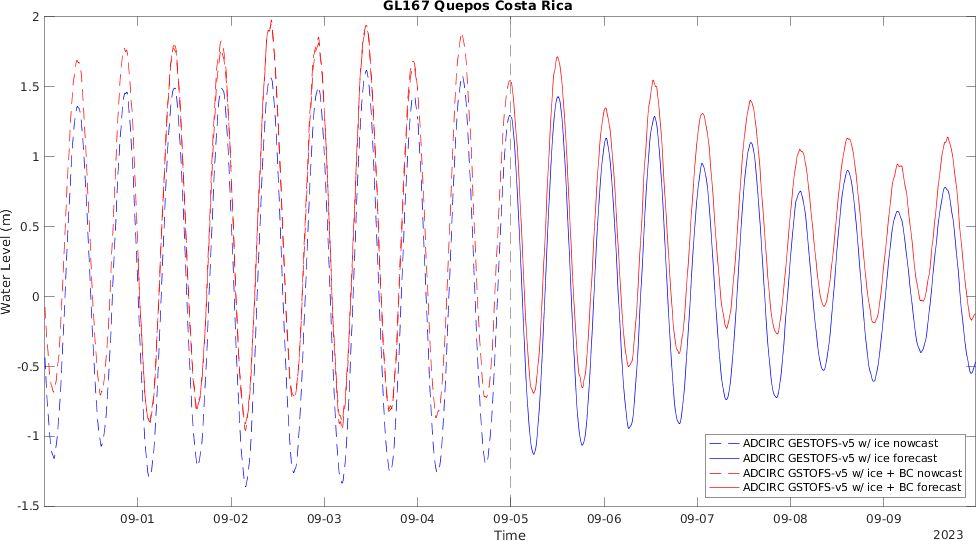 GL167 Quepos Costa Rica
2
1.5
1
0.5
0
-0.5
-1
-1.5
Water Level (m)
ADCIRC GESTOFS-v5 w/ ice nowcast
ADCIRC GESTOFS-v5 w/ ice forecast
ADCIRC GSTOFS-v5 w/ ice + BC nowcast
ADCIRC GSTOFS-v5 w/ ice + BC forecast
09-01 09-02 09-03 09-04 09-05 09-06 09-07 09-08 09-09
Time
2023